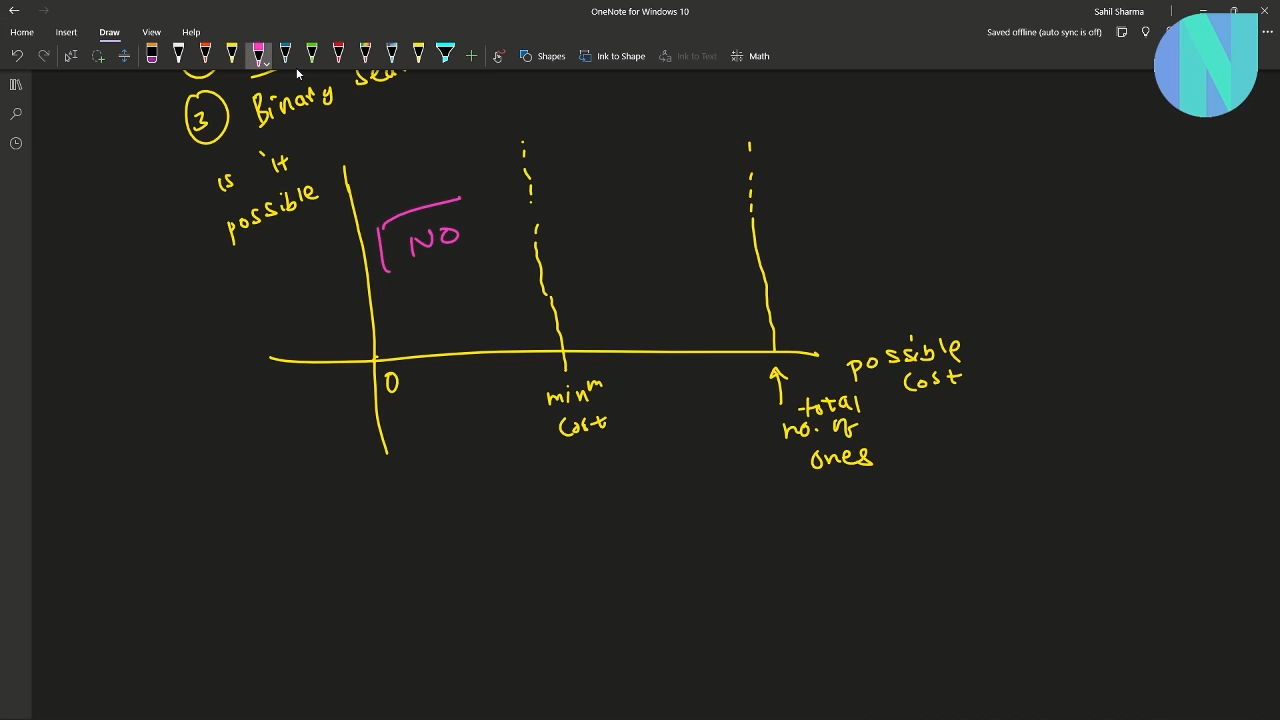 OneNote for Windows 10
Sahil Sharma
Home Insert Draw View Help
Saved offline (auto sync is off)
Shapes Ink to Shape Ink to Text Math
3 Binary
is it
possible
NO
0
minᵐ
cost
possible
cost
total
no. of
ones